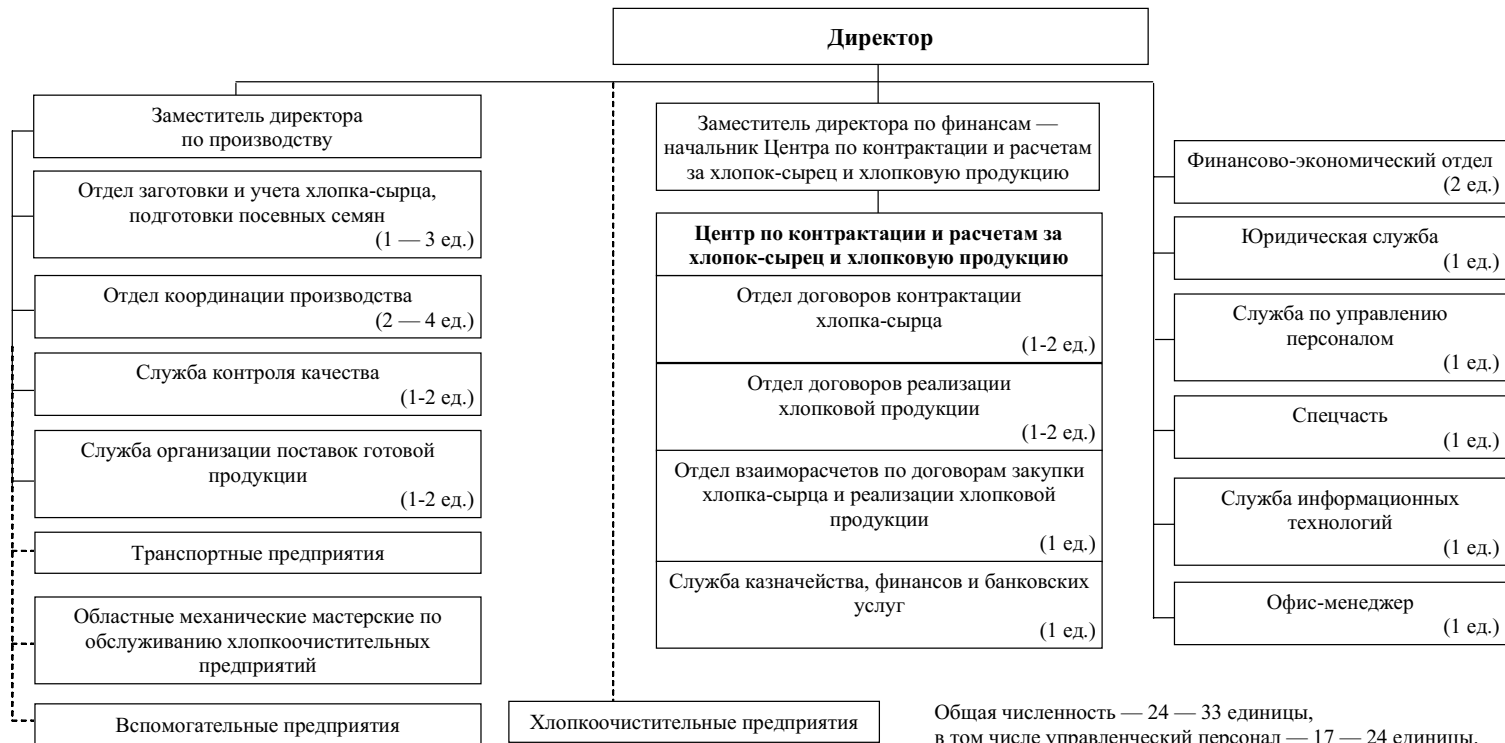 Директор
Заместитель директора
по производству
Отдел заготовки и учета хлопка-сырца,
подготовки посевных семян
(1 — 3 ед.)
Отдел координации производства
(2 — 4 ед.)
Служба контроля качества
(1-2 ед.)
Служба организации поставок готовой
продукции
(1-2 ед.)
Транспортные предприятия
Областные механические мастерские по
обслуживанию хлопкоочистительных
предприятий
Вспомогательные предприятия
Хлопкоочистительные предприятия
Заместитель директора по финансам —
начальник Центра по контрактации и расчетам
за хлопок-сырец и хлопковую продукцию
Центр по контрактации и расчетам за
хлопок-сырец и хлопковую продукцию
Отдел договоров контрактации
хлопка-сырца
(1-2 ед.)
Отдел договоров реализации
хлопковой продукции
(1-2 ед.)
Отдел взаиморасчетов по договорам закупки
хлопка-сырца и реализации хлопковой
продукции
(1 ед.)
Служба казначейства, финансов и банковских
услуг
(1 ед.)
Финансово-экономический отдел
(2 ед.)
Юридическая служба
(1 ед.)
Служба по управлению
персоналом
(1 ед.)
Спецчасть
(1 ед.)
Служба информационных
технологий
(1 ед.)
Офис-менеджер
(1 ед.)
Общая численность — 24 — 33 единицы,
в том числе управленческий персонал — 17 — 24 единицы.